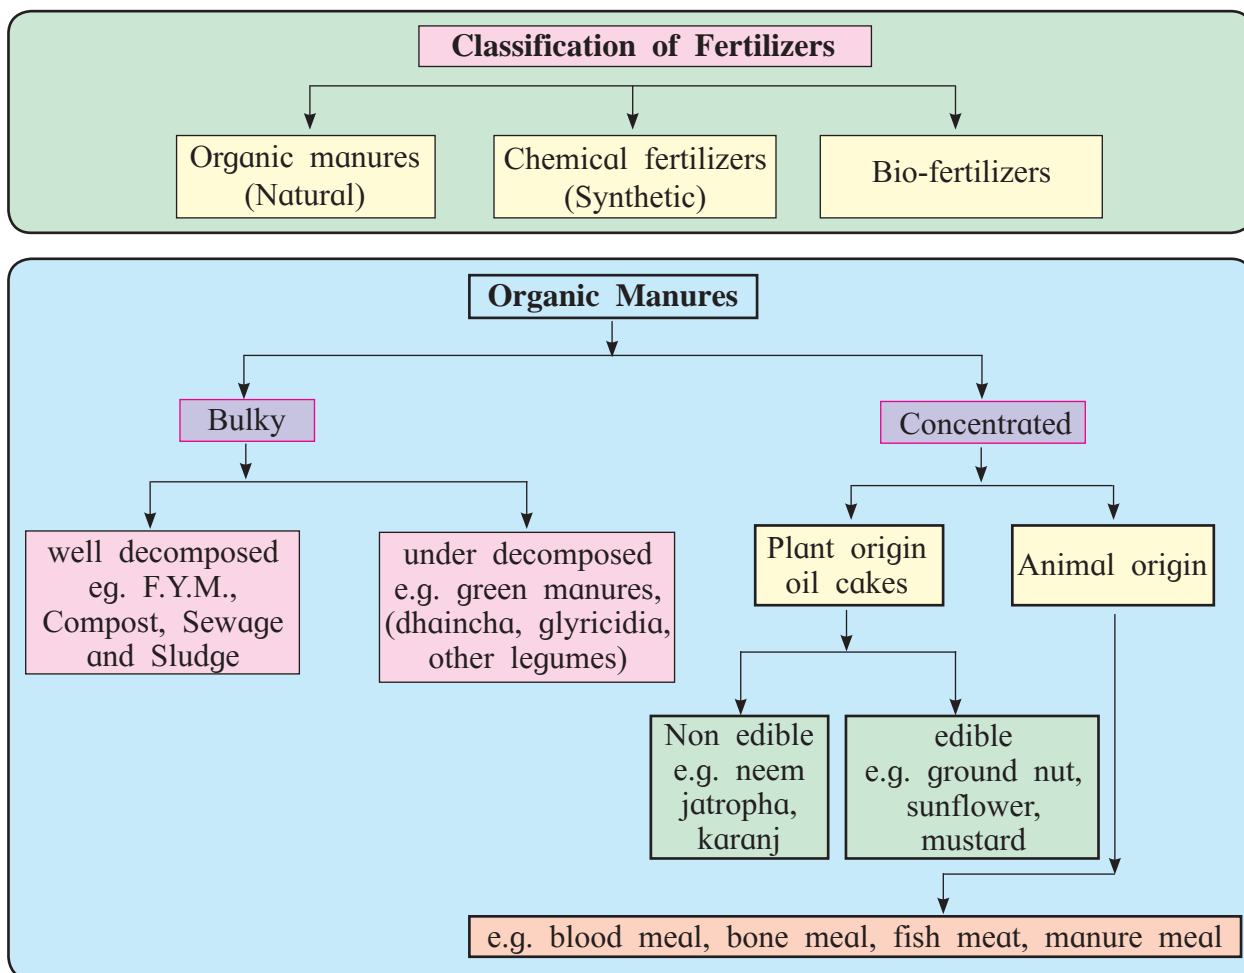 Classification of Fertilizers
Organic manures
(Natural)
Chemical fertilizers
(Synthetic)
Bio-fertilizers
Organic Manures
Bulky
Concentrated
well decomposed
eg. F.Y.M.,
Compost, Sewage
and Sludge
under decomposed
e.g. green manures,
(dhaincha, glyricidia,
other legumes)
Plant origin
oil cakes
Animal origin
Non edible
e.g. neem
jatropha,
karanj
edible
e.g. ground nut,
sunflower,
mustard
e.g. blood meal, bone meal, fish meat, manure meal